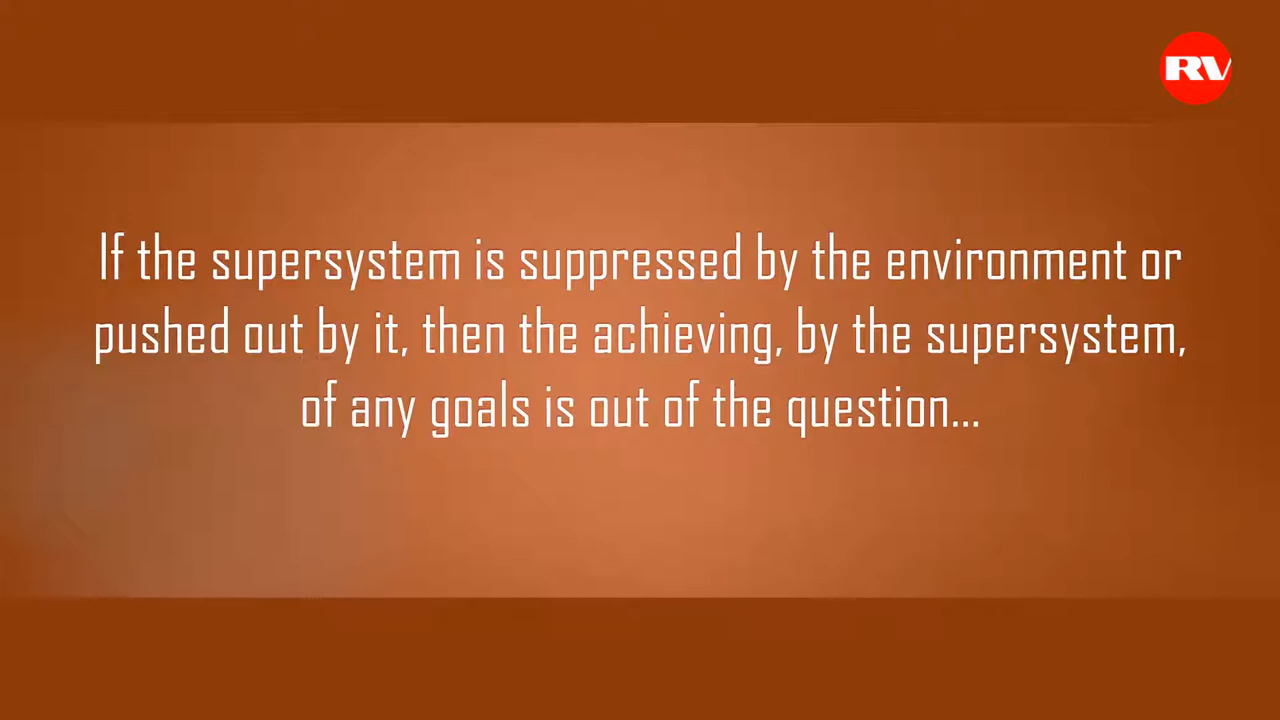 RV
If the supersystem is suppressed by the environment or
pushed out by it, then the achieving, by the supersystem,
of any goals is out of the question...